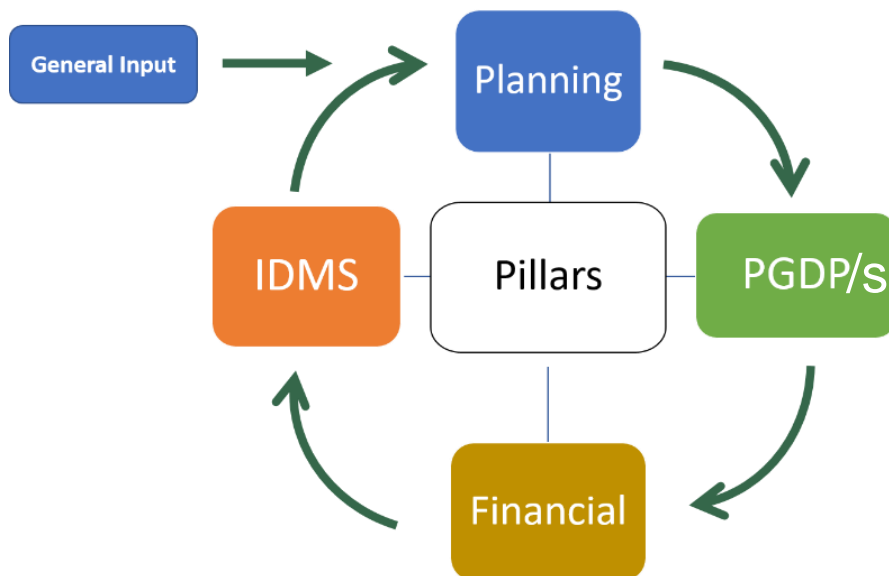 General Input
Planning
IDMS
Pillars
PGDP/s
Financial